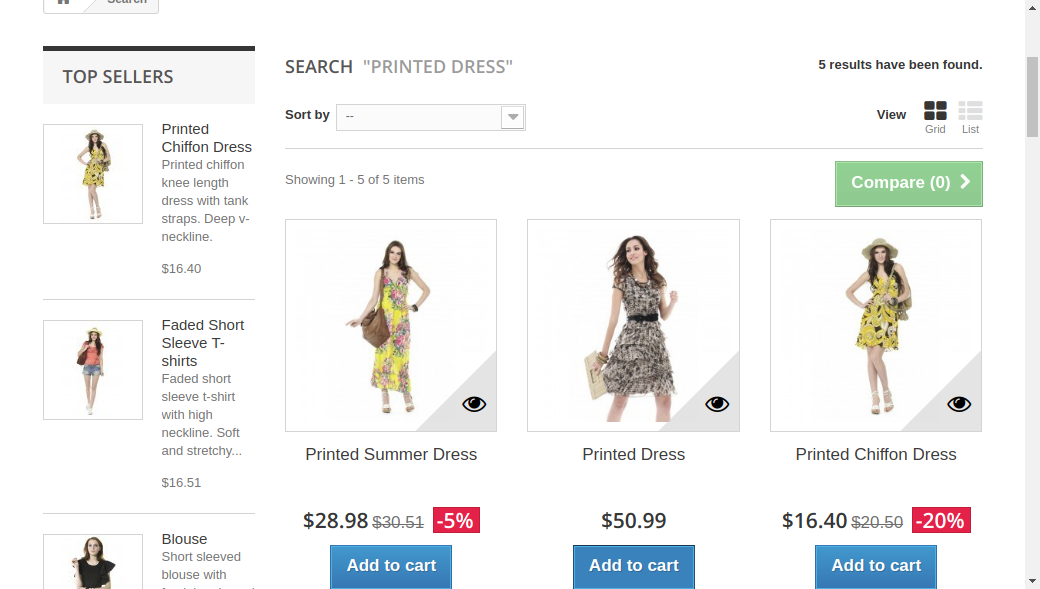 Search
TOP SELLERS
Printed
Chiffon Dress
Printed chiffon
knee length
dress with tank
straps. Deep v-
neckline.
$16.40
Faded Short
Sleeve T-
shirts
Faded short
sleeve t-shirt
with high
neckline. Soft
and stretchy...
$16.51
Blouse
Short sleeved
blouse with
SEARCH "PRINTED DRESS"
5 results have been found.
Sort by --
View
Grid
List
Showing 1 - 5 of 5 items
Compare (0)
Printed Summer Dress
$28.98 $30.51 -5%
Add to cart
Printed Dress
$50.99
Add to cart
Printed Chiffon Dress
$16.40 $20.50 -20%
Add to cart